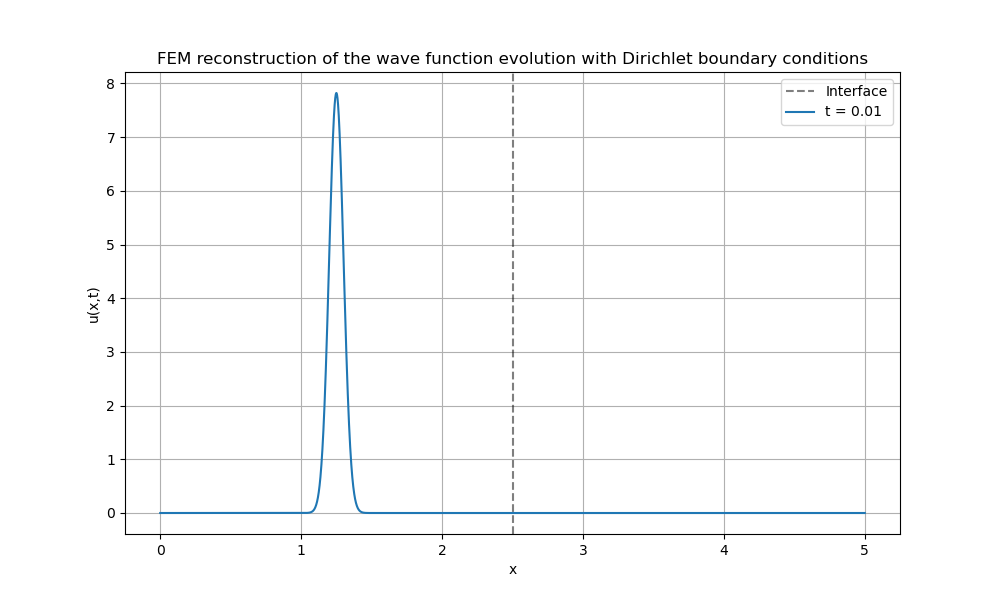 FEM reconstruction of the wave function evolution with Dirichlet boundary conditions
Interface
t = 0.01
u(x,t)
8
7
6
5
4
3
2
1
0
0 1 2 3 4 5
x